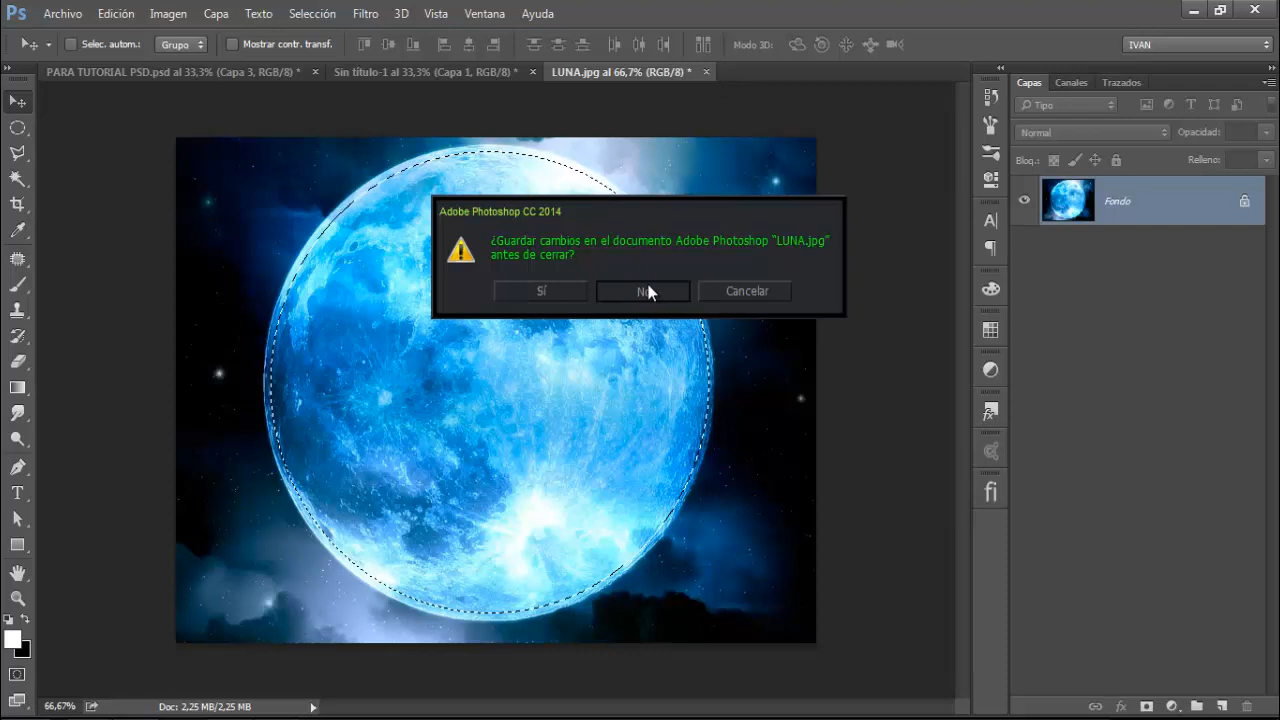 Ps Archivo Edición Imagen Capa Texto Selección Filtro 3D Vista Ventana Ayuda
Selec. autom.: Grupo Mostrar contr. transf. Modo 3D: IVAN
PARA TUTORIAL PSD.psd al 33,3% (Capa 3, RGB/8) * × Sin título-1 al 33,3% (Capa 1, RGB/8) * × LUNA.jpg al 66,7% (RGB/8) * ×
Capas Canales Trazados
Tipo
Normal Opacidad:
Bloq.: Relleno:
Fondo
Adobe Photoshop CC 2014
¿Guardar cambios en el documento Adobe Photoshop “LUNA.jpg”
antes de cerrar?
Sí No Cancelar
66,67% Doc: 2,25 MB/2,25 MB